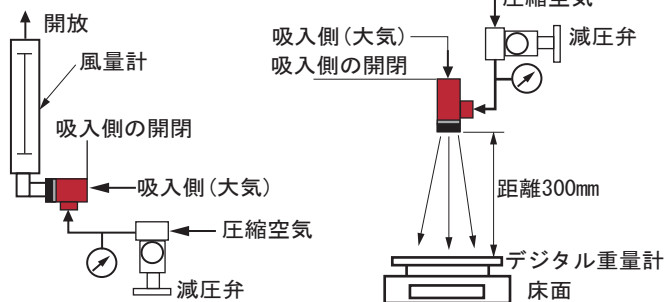 開放
風量計
吸入側の開閉
吸入側(大気)
圧縮空気
減圧弁
圧縮空気
減圧弁
吸入側(大気)
吸入側の開閉
距離300mm
デジタル重量計
床面